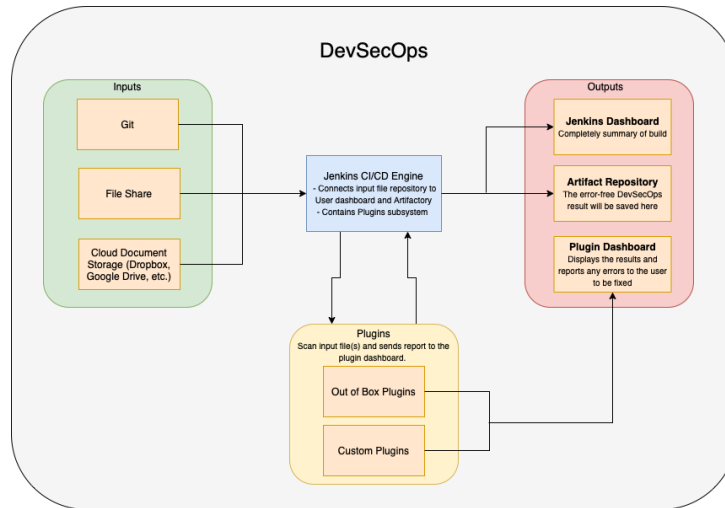 DevSecOps
Inputs
Git
File Share
Cloud Document
Storage (Dropbox,
Google Drive, etc.)
Jenkins CI/CD Engine
- Connects input file repository to
User dashboard and Artifactory
- Contains Plugins subsystem
Plugins
Scan input file(s) and sends report to the
plugin dashboard.
Out of Box Plugins
Custom Plugins
Outputs
Jenkins Dashboard
Completely summary of build
Artifact Repository
The error-free DevSecOps
result will be saved here
Plugin Dashboard
Displays the results and
reports any errors to the user
to be fixed